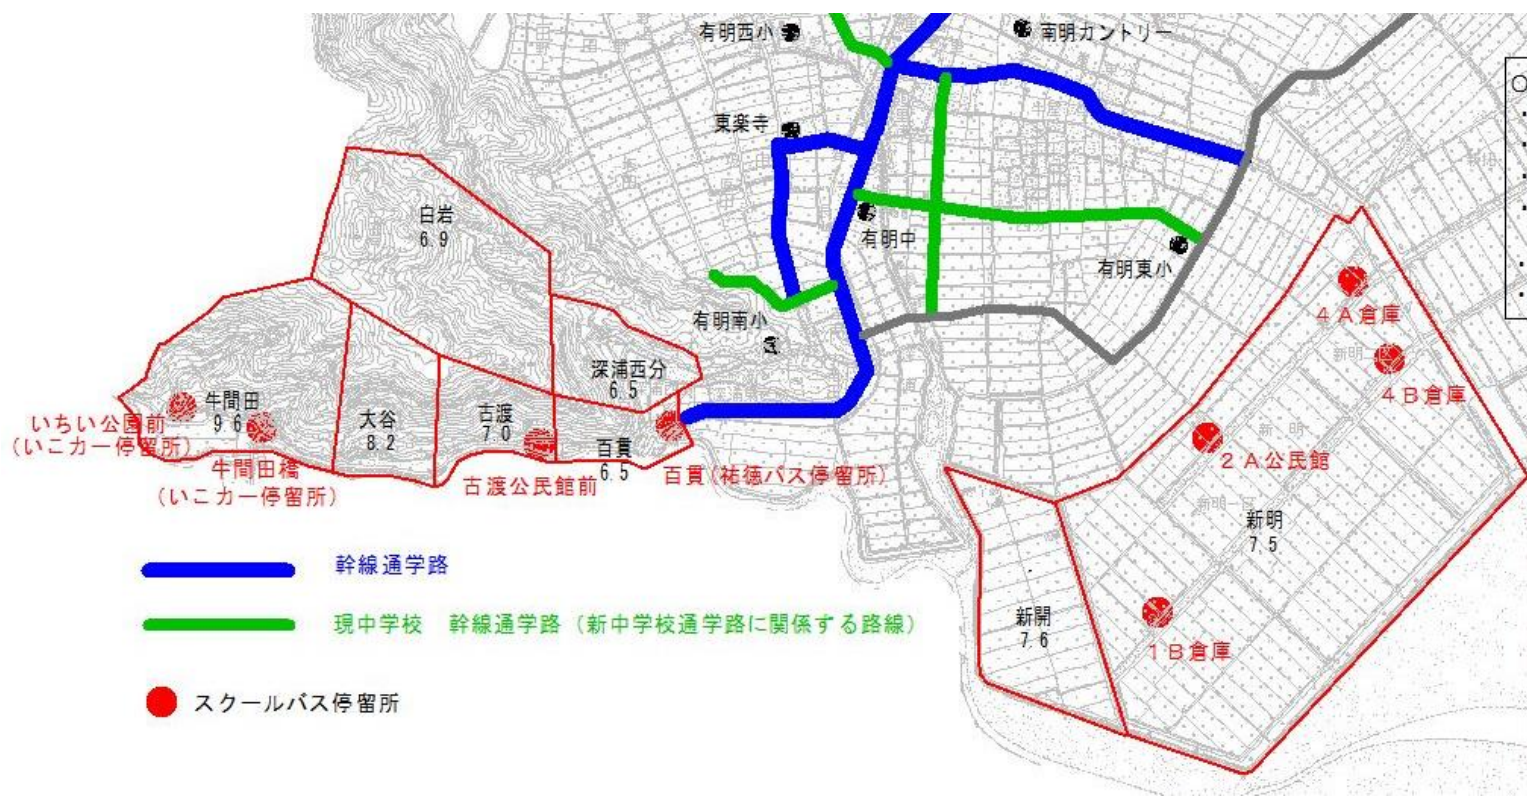 有明西小
南明カントリー
東楽寺
有明中
有明東小
有明南小
白岩
6.9
深浦西分
6.5
牛間田
9.6
大谷
8.2
古渡
7.0
百貫
6.5
いちい公園前
(いこカー停留所)
牛間田橋
(いこカー停留所)
古渡公民館前
百貫(祐徳バス停留所)
4A倉庫
4B倉庫
2A公民館
新明
7.5
1B倉庫
新開
7.6
幹線通学路
現中学校 幹線通学路(新中学校通学路に関係する路線)
スクールバス停留所